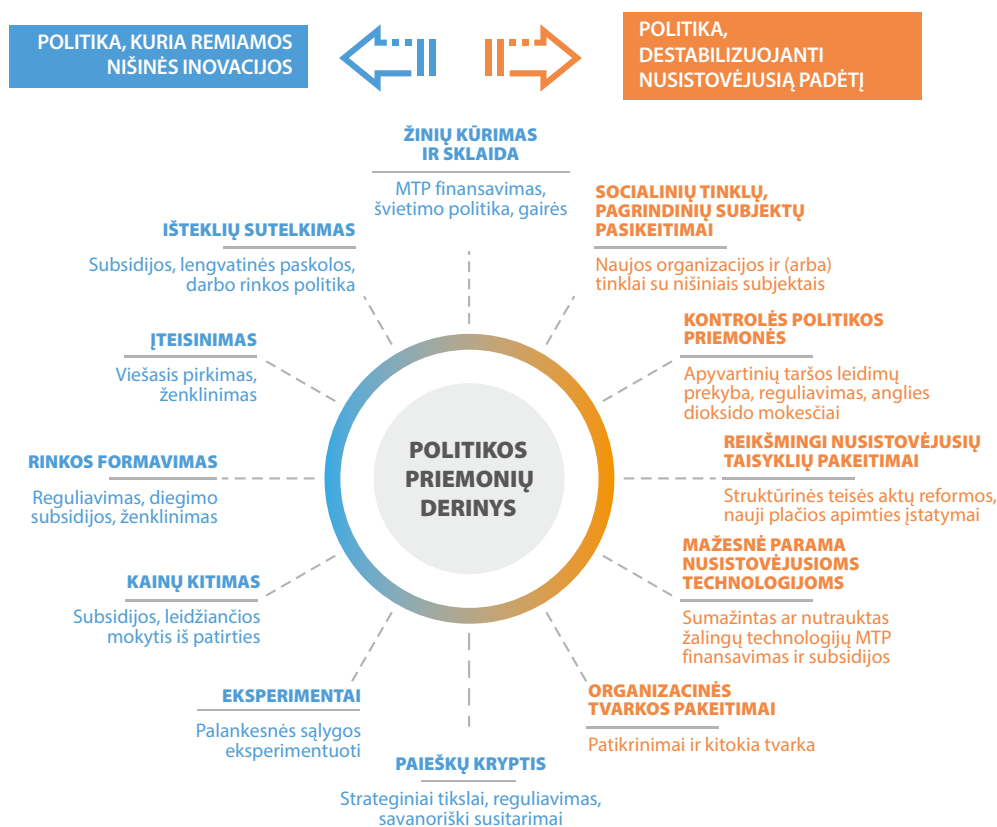 POLITIKA, KURIA REMIAMOS
NIŠINĖS INOVACIJOS
POLITIKA,
DESTABILIZUOJANTI
NUSISTOVĖJUSIĄ PADĖTĮ
ŽINIŲ KŪRIMAS
IR SKLAIDA
MTP finansavimas,
švietimo politika, gairės
SOCIALINIŲ TINKLŲ,
PAGRINDINIŲ SUBJEKTŲ
PASIKEITIMAI
Naujos organizacijos ir (arba)
tinklai su nišiniais subjektais
KONTROLĖS POLITIKOS
PRIEMONĖS
Apyvartinių taršos leidimų
prekyba, reguliavimas, anglies
dioksido mokesčiai
REIKŠMINGI NUSISTOVĖJUSIŲ
TAISYKLIŲ PAKEITIMAI
Struktūrinės teisės aktų reformos,
nauji plačios apimties įstatymai
MAŽESNĖ PARAMA
NUSISTOVĖJUSIOMS
TECHNOLOGIJOMS
Sumažintas ar nutrauktas
žalingų technologijų MTP
finansavimas ir subsidijos
ORGANIZACINĖS
TVARKOS PAKEITIMAI
Patikrinimai ir kitokia tvarka
PAIEŠKŲ KRYPTIS
Strateginiai tikslai, reguliavimas,
savanoriški susitarimai
EKSPERIMENTAI
Palankesnės sąlygos
eksperimentuoti
KAINŲ KITIMAS
Subsidijos, leidžiančios
mokytis iš patirties
RINKOS FORMAVIMAS
Reguliavimas, diegimo
subsidijos, ženklinimas
ĮTEISINIMAS
Viešasis pirkimas,
ženklinimas
IŠTEKLIŲ SUTELKIMAS
Subsidijos, lengvatinės paskolos,
darbo rinkos politika
POLITIKOS
PRIEMONIŲ
DERINYS